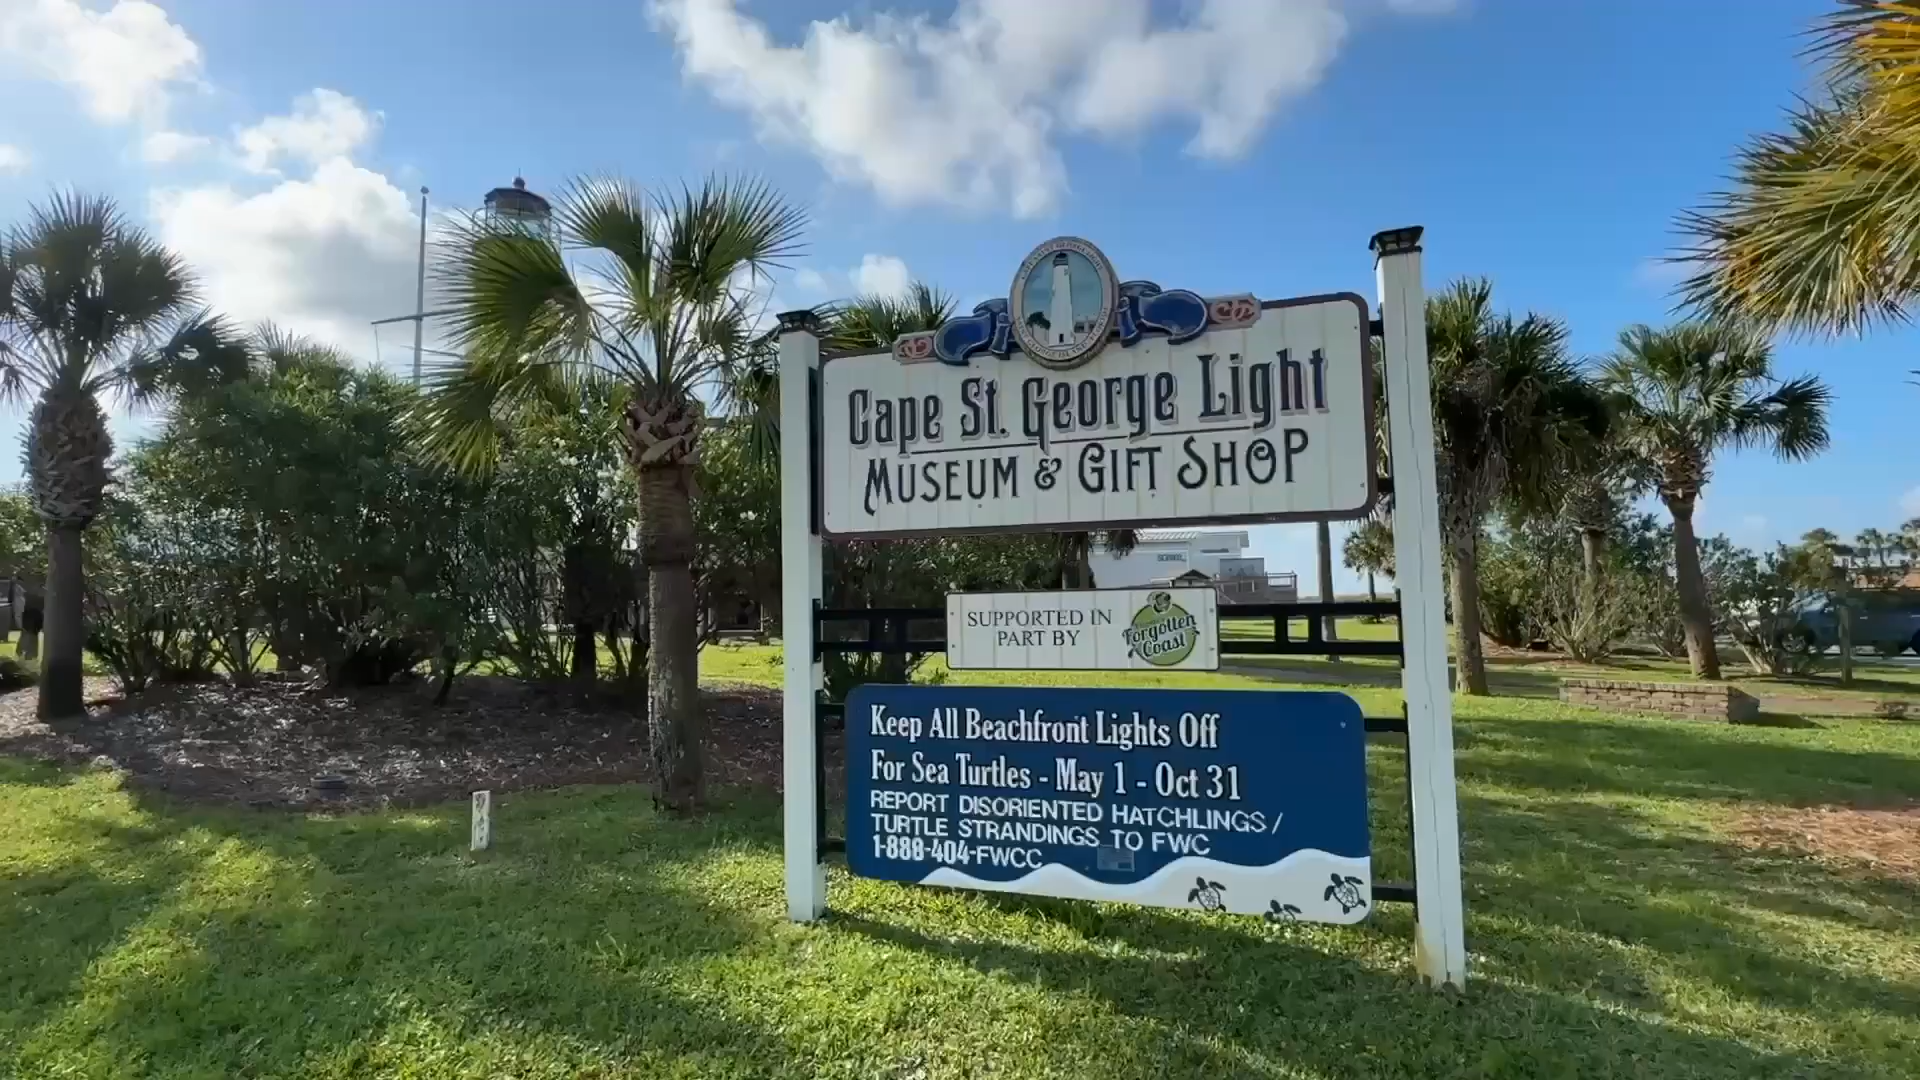 Cape St. George Light
MUSEUM & GIFT SHOP
SUPPORTED IN
PART BY
Forgotten
Coast
Keep All Beachfront Lights Off
For Sea Turtles - May 1 - Oct 31
REPORT DISORIENTED HATCHLINGS /
TURTLE STRANDINGS TO FWC
1-888-404-FWCC